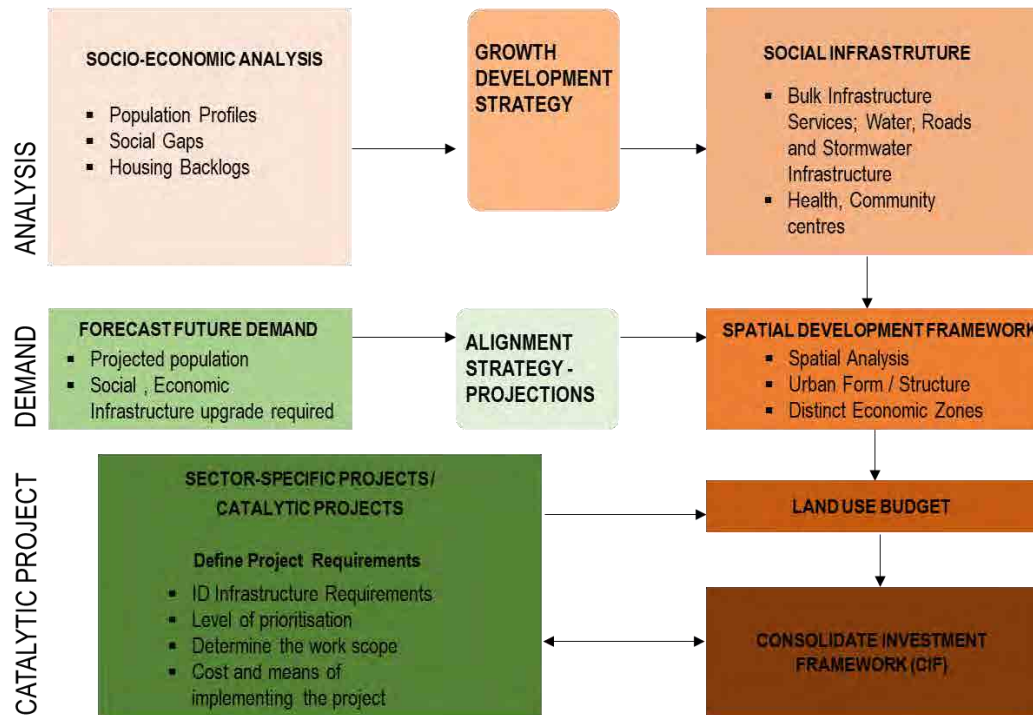 ANALYSIS
SOCIO-ECONOMIC ANALYSIS
▪ Population Profiles
▪ Social Gaps
▪ Housing Backlogs
GROWTH
DEVELOPMENT
STRATEGY
SOCIAL INFRASTRUTURE
▪ Bulk Infrastructure
Services; Water, Roads
and Stormwater
Infrastructure
▪ Health, Community
centres
DEMAND
FORECAST FUTURE DEMAND
▪ Projected population
▪ Social , Economic
Infrastructure upgrade required
ALIGNMENT
STRATEGY -
PROJECTIONS
SPATIAL DEVELOPMENT FRAMEWORK
▪ Spatial Analysis
▪ Urban Form / Structure
▪ Distinct Economic Zones
CATALYTIC PROJECT
SECTOR-SPECIFIC PROJECTS /
CATALYTIC PROJECTS
Define Project Requirements
▪ ID Infrastructure Requirements
▪ Level of prioritisation
▪ Determine the work scope
▪ Cost and means of
implementing the project
LAND USE BUDGET
CONSOLIDATE INVESTMENT
FRAMEWORK (CIF)